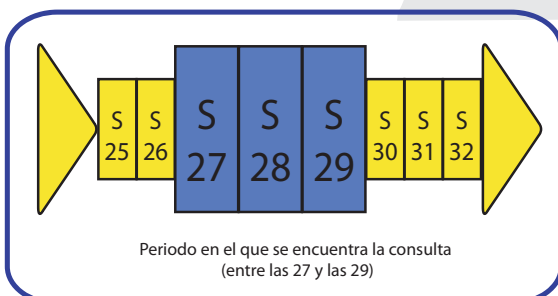 S 25
S 26
S 27
S 28
S 29
S 30
S 31
S 32
Periodo en el que se encuentra la consulta
(entre las 27 y las 29)